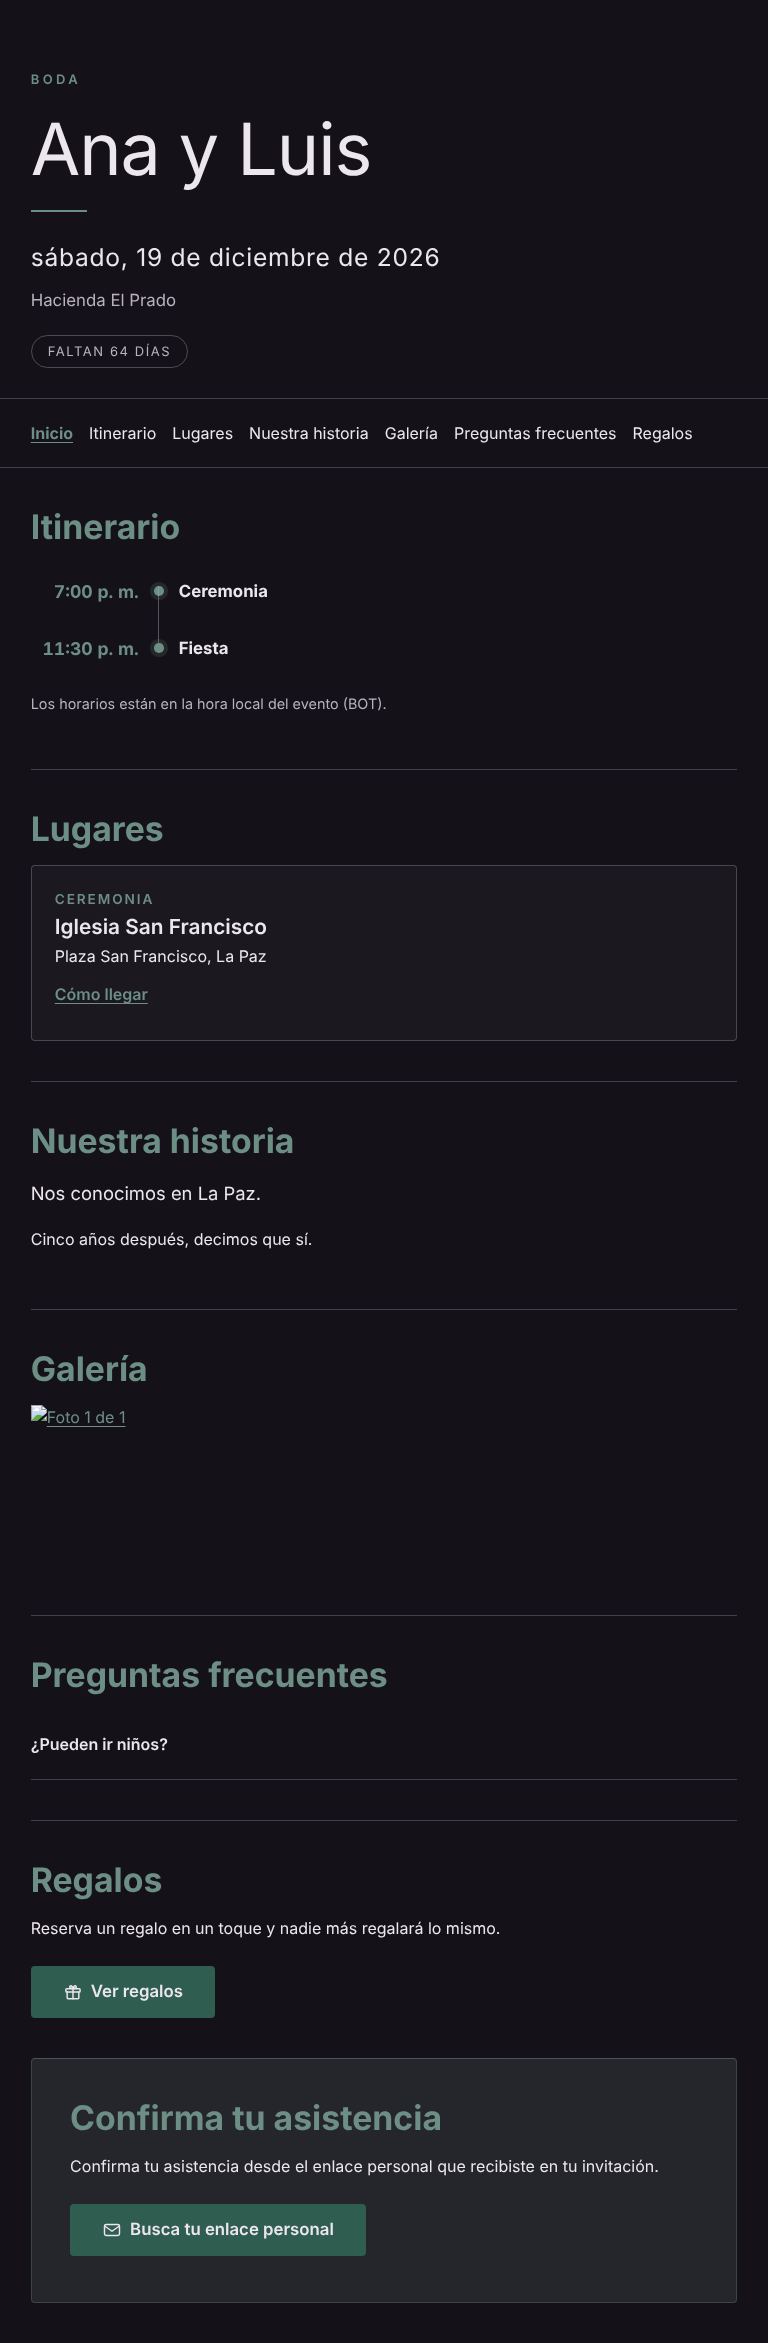 BODA
Ana y Luis
sábado, 19 de diciembre de 2026
Hacienda El Prado
FALTAN 64 DÍAS
Inicio Itinerario Lugares Nuestra historia Galería Preguntas frecuentes Regalos
Itinerario
7:00 p. m. Ceremonia
11:30 p. m. Fiesta
Los horarios están en la hora local del evento (BOT).
Lugares
CEREMONIA
Iglesia San Francisco
Plaza San Francisco, La Paz
Cómo llegar
Nuestra historia
Nos conocimos en La Paz.
Cinco años después, decimos que sí.
Galería
Foto 1 de 1
Preguntas frecuentes
¿Pueden ir niños?
Regalos
Reserva un regalo en un toque y nadie más regalará lo mismo.
Ver regalos
Confirma tu asistencia
Confirma tu asistencia desde el enlace personal que recibiste en tu invitación.
Busca tu enlace personal